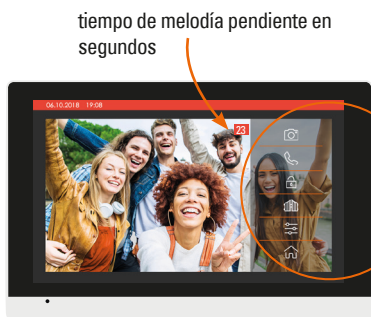 tiempo de melodía pendiente en
segundos
06.10.2018 19:08
23